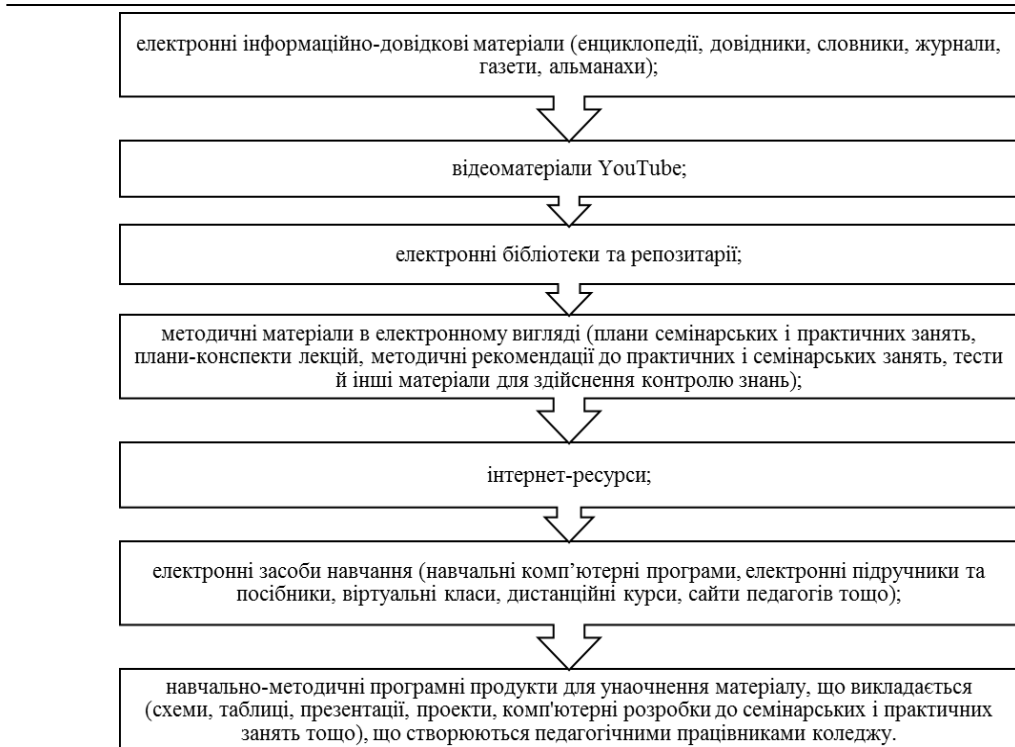 електронні інформаційно-довідкові матеріали (енциклопедії, довідники, словники, журнали,
газети, альманахи);
відеоматеріали YouTube;
електронні бібліотеки та репозитарії;
методичні матеріали в електронному вигляді (плани семінарських і практичних занять,
плани-конспекти лекцій, методичні рекомендації до практичних і семінарських занять, тести
й інші матеріали для здійснення контролю знань);
інтернет-ресурси;
електронні засоби навчання (навчальні комп’ютерні програми, електронні підручники та
посібники, віртуальні класи, дистанційні курси, сайти педагогів тощо);
навчально-методичні програмні продукти для унаочнення матеріалу, що викладається
(схеми, таблиці, презентації, проекти, комп'ютерні розробки до семінарських і практичних
занять тощо), що створюються педагогічними працівниками коледжу.